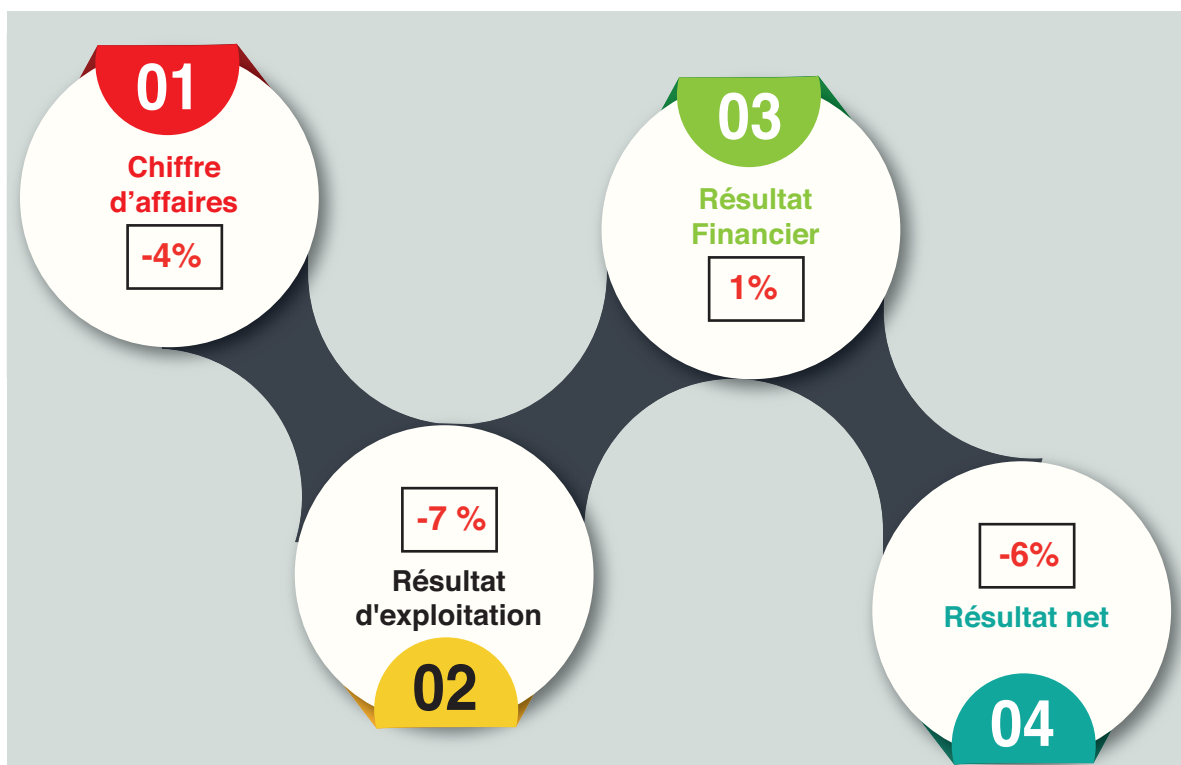 01
Chiffre
d’affaires
-4%
-7 %
Résultat
d'exploitation
02
03
Résultat
Financier
1%
-6%
Résultat net
04